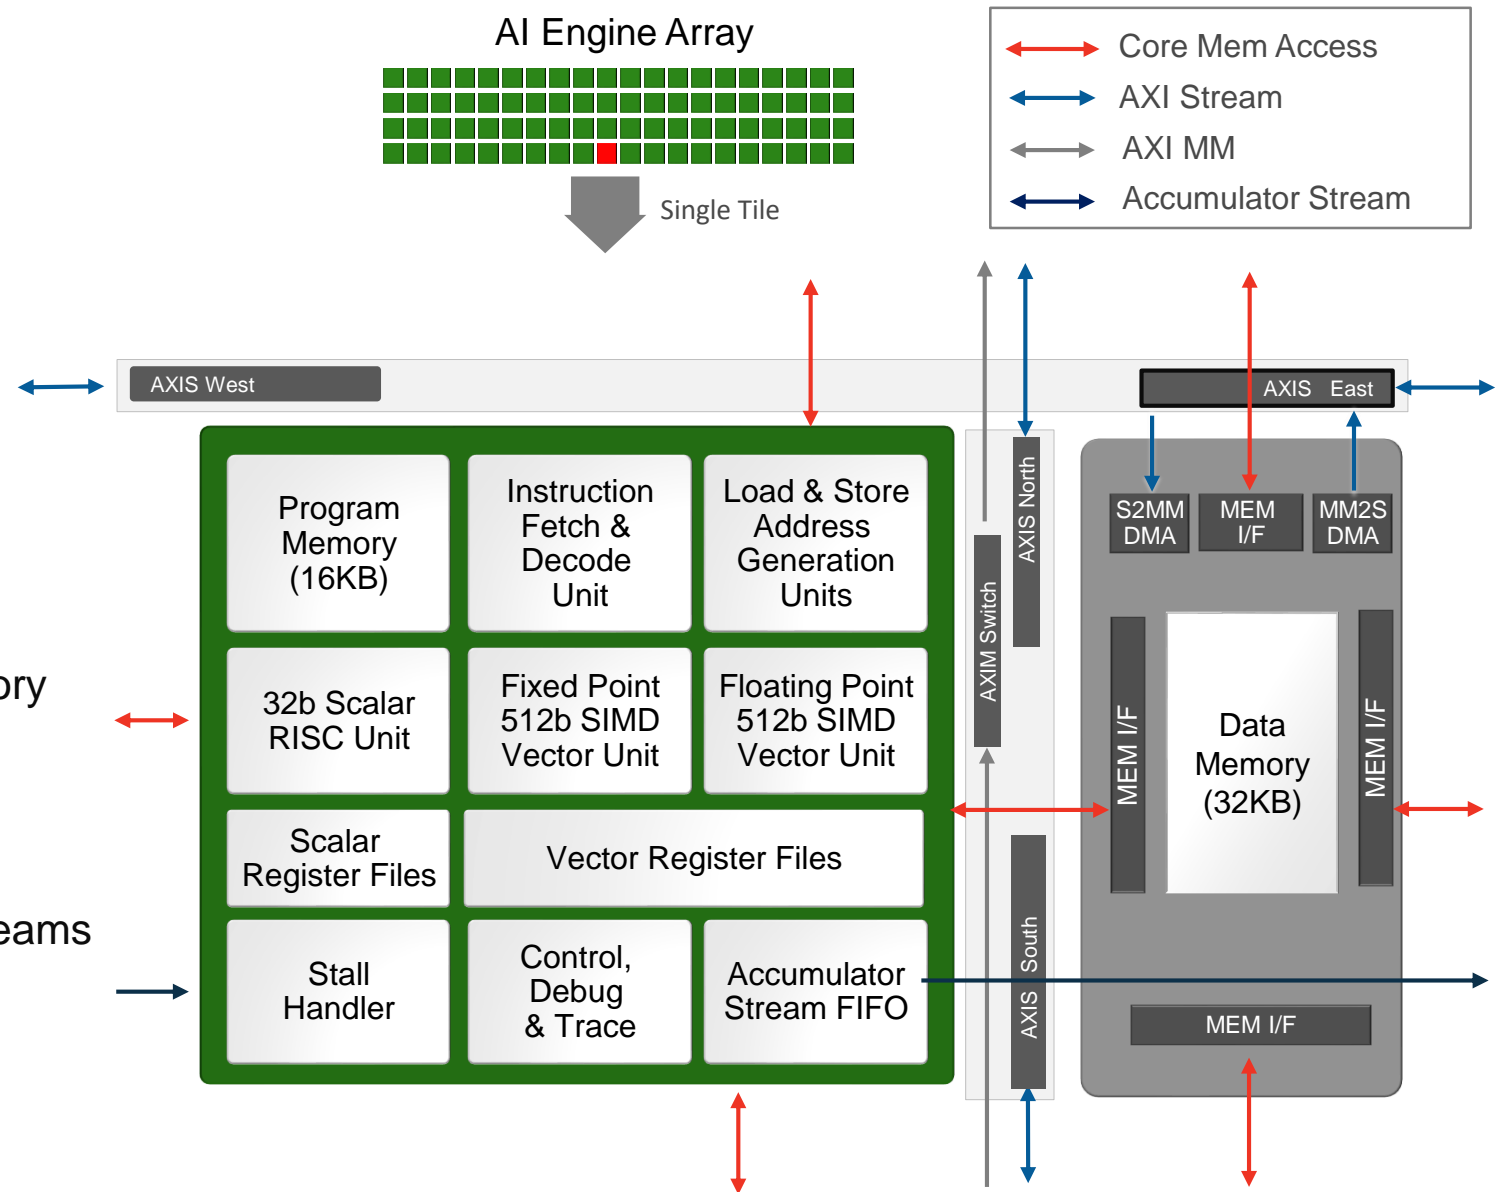 AI Engine Array
Single Tile
Core Mem Access
AXI Stream
AXI MM
Accumulator Stream
AXIS West
AXIS East
Program
Memory
(16KB)
Instruction
Fetch &
Decode
Unit
Load & Store
Address
Generation
Units
32b Scalar
RISC Unit
Fixed Point
512b SIMD
Vector Unit
Floating Point
512b SIMD
Vector Unit
Scalar
Register Files
Vector Register Files
Stall
Handler
Control,
Debug
& Trace
Accumulator
Stream FIFO
ory
eams
AXIM Switch
AXIS North
AXIS South
S2MM
DMA
MEM
I/F
MM2S
DMA
MEM I/F
Data
Memory
(32KB)
MEM I/F
MEM I/F